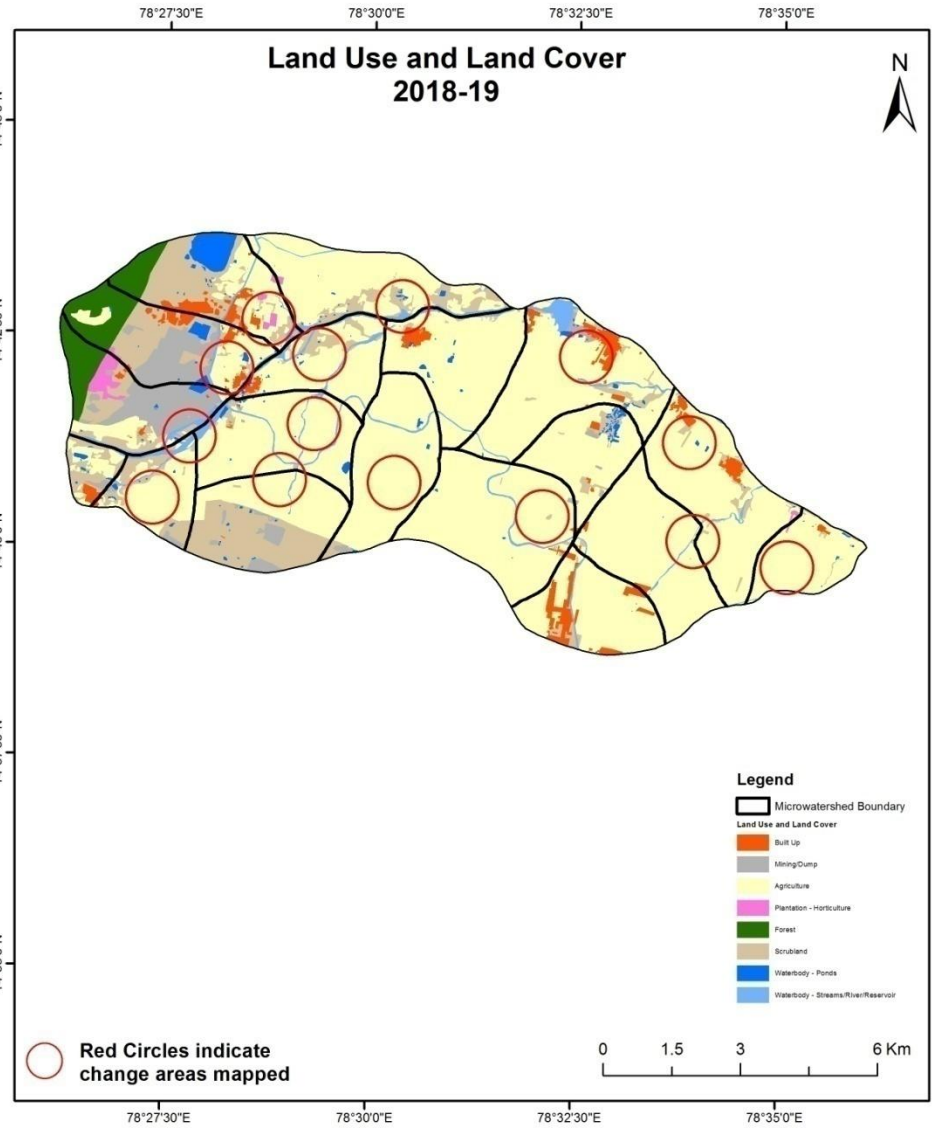 78°27'30"E 78°30'0"E 78°32'30"E 78°35'0"E
Land Use and Land Cover
2018-19
N
Legend
Microwatershed Boundary
Land Use and Land Cover
Built Up
Mining/Dump
Agriculture
Plantation - Horticulture
Forest
Scrubland
Waterbody - Ponds
Waterbody - Streams/River/Reservoir
Red Circles indicate
change areas mapped
0 1.5 3 6 Km
78°27'30"E 78°30'0"E 78°32'30"E 78°35'0"E